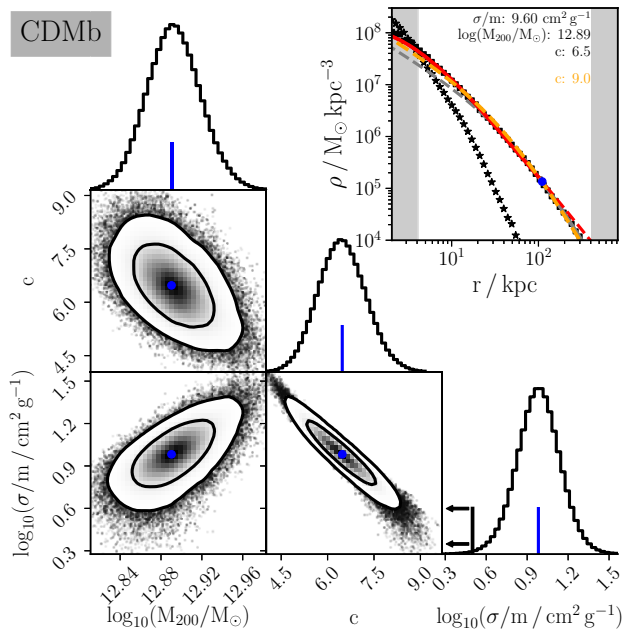 CDMb
σ/m: 9.60 cm² g⁻¹
log(M₂₀₀/M☉): 12.89
c: 6.5
c: 9.0
10⁸
10⁷
10⁶
10⁵
10⁴
ρ / M☉ kpc⁻³
10¹ 10²
r / kpc
9.0
7.5
6.0
4.5
c
1.5
1.2
0.9
0.6
0.3
log₁₀(σ/m / cm² g⁻¹)
12.84 12.88 12.92 12.96
log₁₀(M₂₀₀/M☉)
4.5 6.0 7.5 9.0
c
0.3 0.6 0.9 1.2 1.5
log₁₀(σ/m / cm² g⁻¹)